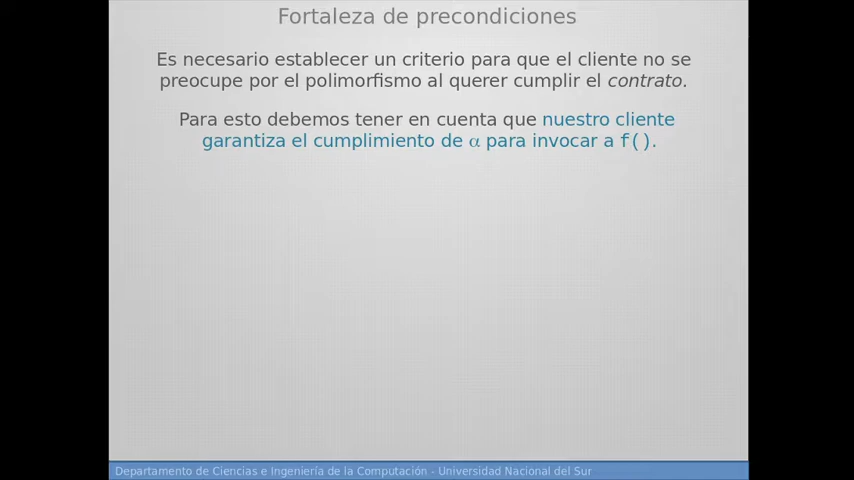 Fortaleza de precondiciones
Es necesario establecer un criterio para que el cliente no se
preocupe por el polimorfismo al querer cumplir el contrato.
Para esto debemos tener en cuenta que nuestro cliente
garantiza el cumplimiento de α para invocar a f().
Departamento de Ciencias e Ingeniería de la Computación - Universidad Nacional del Sur